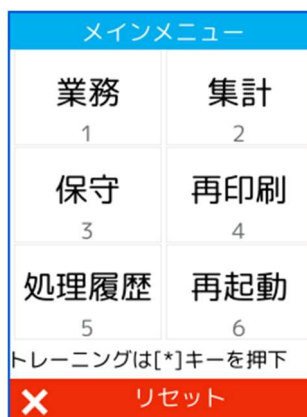 メインメニュー
業務 集計
1 2
保守 再印刷
3 4
処理履歴 再起動
5 6
トレーニングは[*]キーを押下
× リセット